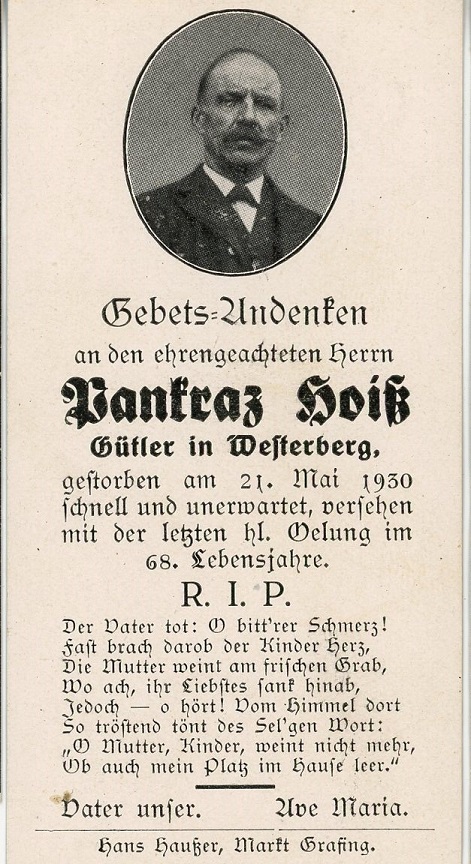 Gebets-Andenken
an den ehrengeachteten Herrn
Pankraz Hoiß
Gütler in Westerberg,
gestorben am 21. Mai 1930
schnell und unerwartet, versehen
mit der letzten hl. Oelung im
68. Lebensjahre.
R. I. P.
Der Vater tot: O bitt'rer Schmerz!
Fast brach darob der Kinder Herz,
Die Mutter weint am frischen Grab,
Wo ach, ihr Liebstes sank hinab,
Jedoch — o hört! Vom Himmel dort
So tröstend tönt des Sel'gen Wort:
„O Mutter, Kinder, weint nicht mehr,
Ob auch mein Platz im Hause leer.“
Vater unser. Ave Maria.
Hans Haußer, Markt Grafing.